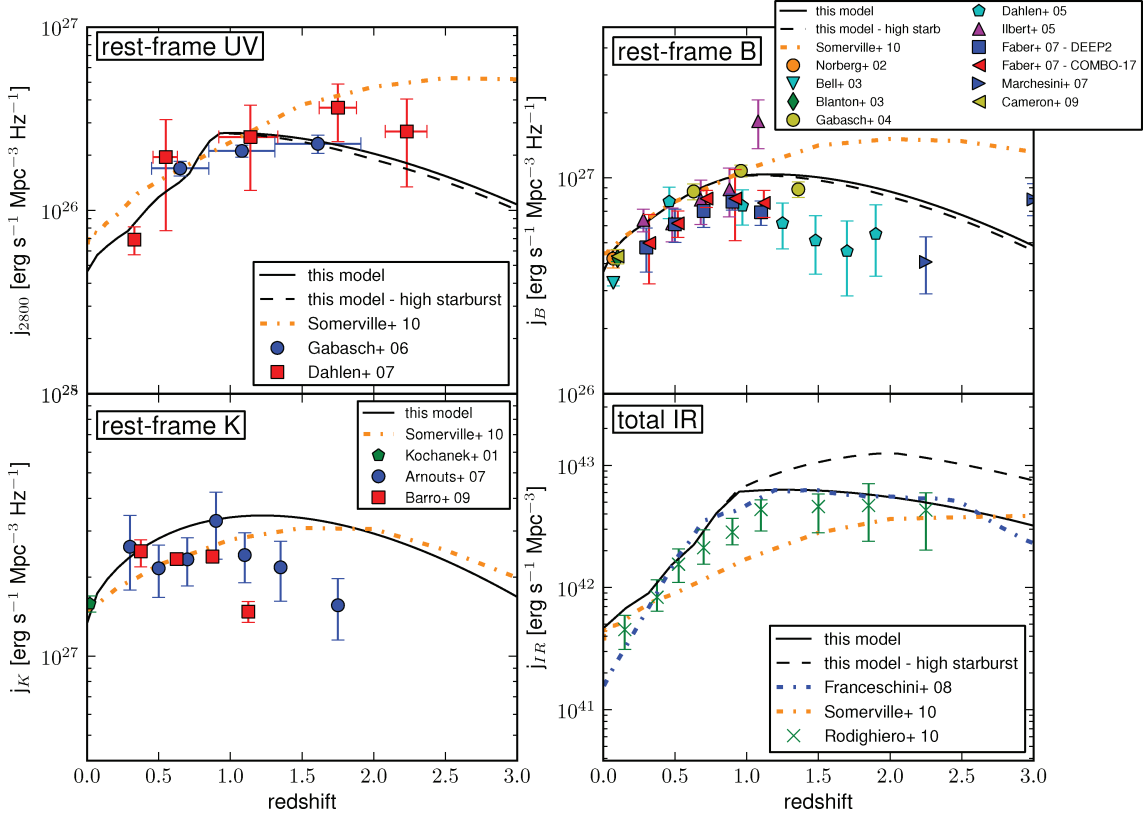 rest-frame UV
10^27
10^26
10^28
j_2800 [erg s^−1 Mpc^−3 Hz^−1]
this model
this model - high starburst
Somerville+ 10
Gabasch+ 06
Dahlen+ 07
rest-frame B
10^27
10^26
j_B [erg s^−1 Mpc^−3 Hz^−1]
this model
this model - high starb
Somerville+ 10
Norberg+ 02
Bell+ 03
Blanton+ 03
Gabasch+ 04
Dahlen+ 05
Ilbert+ 05
Faber+ 07 - DEEP2
Faber+ 07 - COMBO-17
Marchesini+ 07
Cameron+ 09
rest-frame K
10^27
j_K [erg s^−1 Mpc^−3 Hz^−1]
this model
Somerville+ 10
Kochanek+ 01
Arnouts+ 07
Barro+ 09
0.0 0.5 1.0 1.5 2.0 2.5 3.0
redshift
total IR
10^43
10^42
10^41
j_IR [erg s^−1 Mpc^−3]
this model
this model - high starburst
Franceschini+ 08
Somerville+ 10
Rodighiero+ 10
0.0 0.5 1.0 1.5 2.0 2.5 3.0
redshift